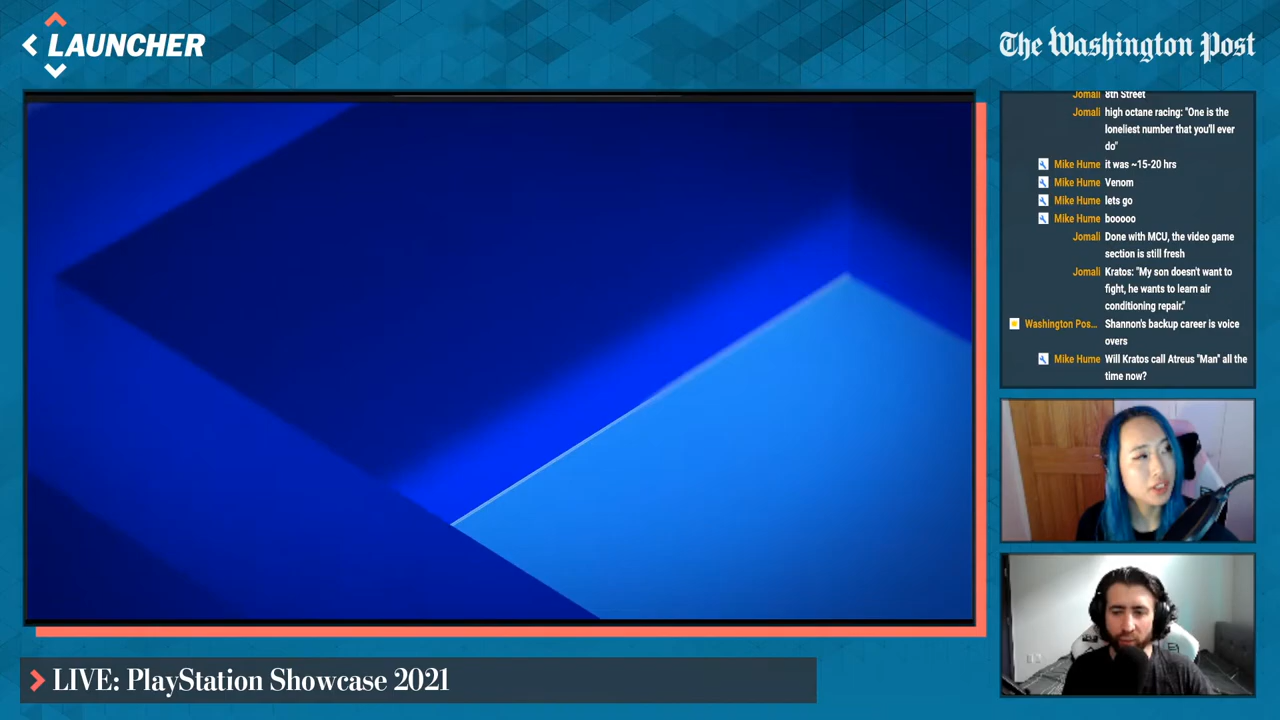 LAUNCHER
The Washington Post
Jomali 8th Street
Jomali high octane racing: "One is the
loneliest number that you'll ever
do"
Mike Hume it was ~15-20 hrs
Mike Hume Venom
Mike Hume lets go
Mike Hume booooo
Jomali Done with MCU, the video game
section is still fresh
Jomali Kratos: "My son doesn't want to
fight, he wants to learn air
conditioning repair."
Washington Pos... Shannon's backup career is voice
overs
Mike Hume Will Kratos call Atreus "Man" all the
time now?
LIVE: PlayStation Showcase 2021